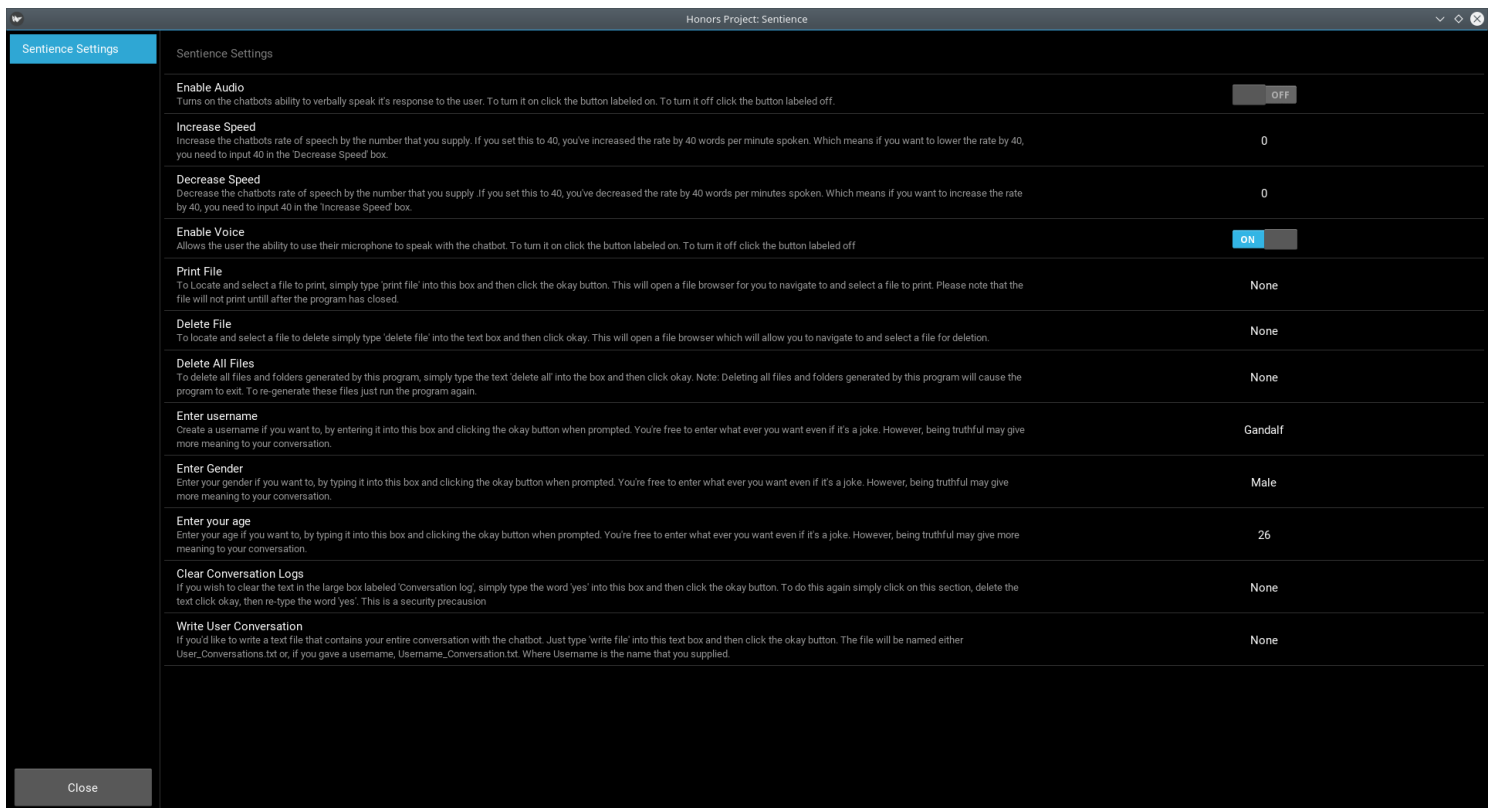 Honors Project: Sentience
Sentience Settings
Sentience Settings
Enable Audio
Turns on the chatbots ability to verbally speak it's response to the user. To turn it on click the button labeled on. To turn it off click the button labeled off.
OFF
Increase Speed
Increase the chatbots rate of speech by the number that you supply. If you set this to 40, you've increased the rate by 40 words per minute spoken. Which means if you want to lower the rate by 40,
you need to input 40 in the 'Decrease Speed' box.
0
Decrease Speed
Decrease the chatbots rate of speech by the number that you supply .If you set this to 40, you've decreased the rate by 40 words per minutes spoken. Which means if you want to increase the rate
by 40, you need to input 40 in the 'Increase Speed' box.
0
Enable Voice
Allows the user the ability to use their microphone to speak with the chatbot. To turn it on click the button labeled on. To turn it off click the button labeled off
ON
Print File
To Locate and select a file to print, simply type 'print file' into this box and then click the okay button. This will open a file browser for you to navigate to and select a file to print. Please note that the
file will not print untill after the program has closed.
None
Delete File
To locate and select a file to delete simply type 'delete file' into the text box and then click okay. This will open a file browser which will allow you to navigate to and select a file for deletion.
None
Delete All Files
To delete all files and folders generated by this program, simply type the text 'delete all' into the box and then click okay. Note: Deleting all files and folders generated by this program will cause the
program to exit. To re-generate these files just run the program again.
None
Enter username
Create a username if you want to, by entering it into this box and clicking the okay button when prompted. You're free to enter what ever you want even if it's a joke. However, being truthful may give
more meaning to your conversation.
Gandalf
Enter Gender
Enter your gender if you want to, by typing it into this box and clicking the okay button when prompted. You're free to enter what ever you want even if it's a joke. However, being truthful may give
more meaning to your conversation.
Male
Enter your age
Enter your age if you want to, by typing it into this box and clicking the okay button when prompted. You're free to enter what ever you want even if it's a joke. However, being truthful may give more
meaning to your conversation.
26
Clear Conversation Logs
If you wish to clear the text in the large box labeled 'Conversation log', simply type the word 'yes' into this box and then click the okay button. To do this again simply click on this section, delete the
text click okay, then re-type the word 'yes'. This is a security precausion
None
Write User Conversation
If you'd like to write a text file that contains your entire conversation with the chatbot. Just type 'write file' into this text box and then click the okay button. The file will be named either
User_Conversations.txt or, if you gave a username, Username_Conversation.txt. Where Username is the name that you supplied.
None
Close